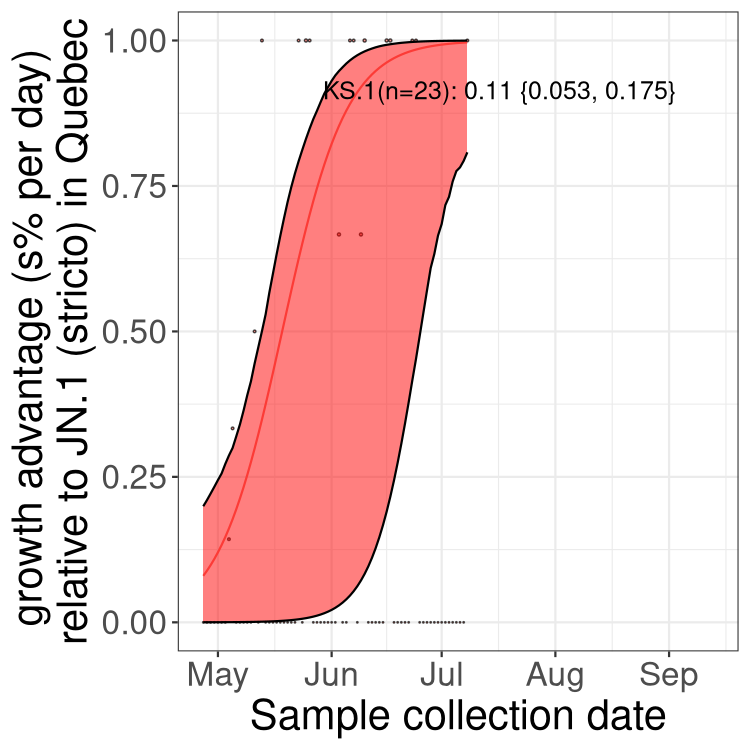 growth advantage (s% per day)
relative to JN.1 (stricto) in Quebec
1.00
0.75
0.50
0.25
0.00
KS.1(n=23): 0.11 {0.053, 0.175}
May Jun Jul Aug Sep
Sample collection date